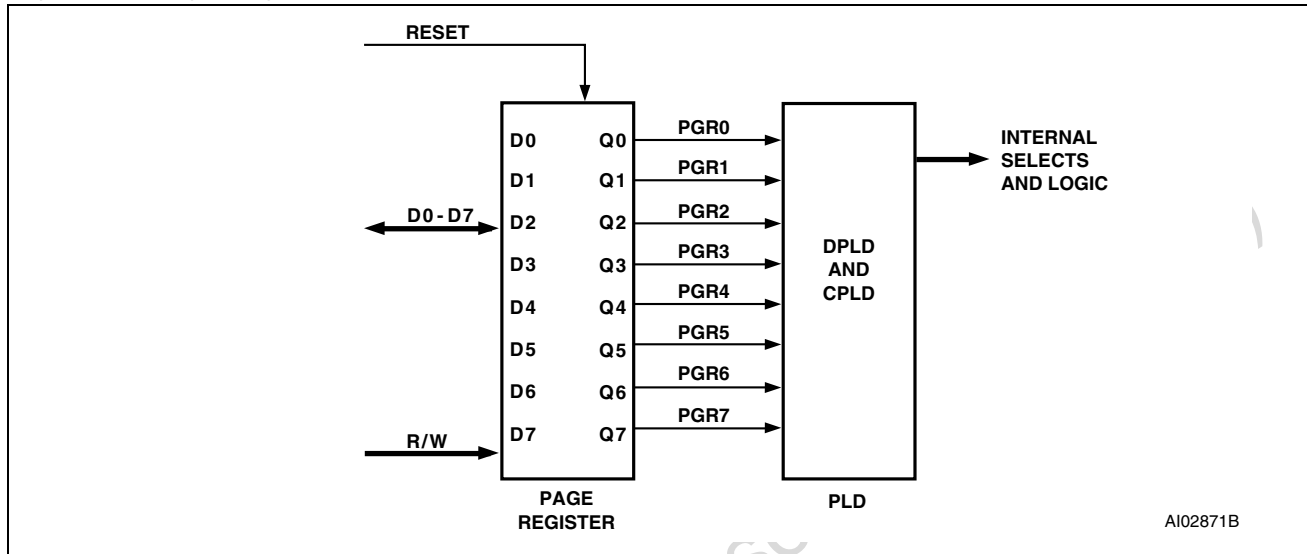 RESET
D0 Q0 PGR0
D1 Q1 PGR1
D0-D7 D2 Q2 PGR2
D3 Q3 PGR3
D4 Q4 PGR4
D5 Q5 PGR5
D6 Q6 PGR6
R/W D7 Q7 PGR7
PAGE
REGISTER
DPLD
AND
CPLD
PLD
INTERNAL
SELECTS
AND LOGIC
AI02871B